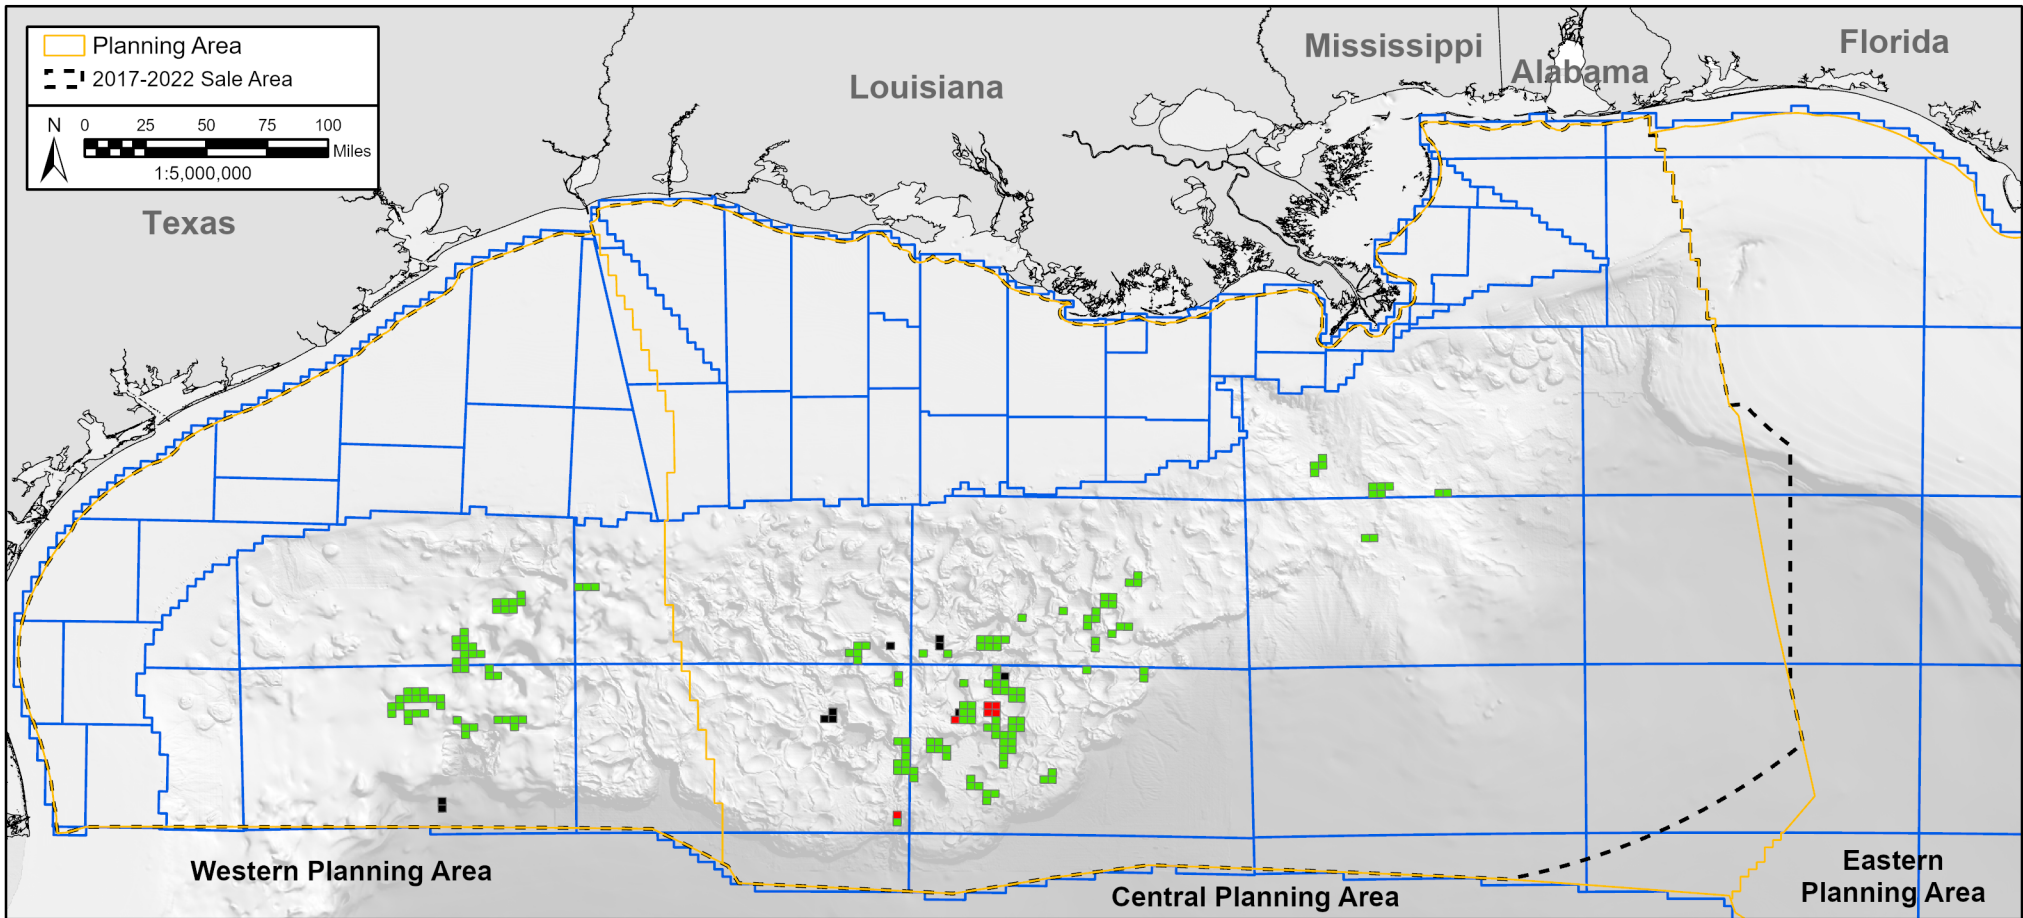 Planning Area
2017-2022 Sale Area
N
0 25 50 75 100
Miles
1:5,000,000
Texas
Louisiana
Mississippi
Alabama
Florida
Western Planning Area
Central Planning Area
Eastern
Planning Area